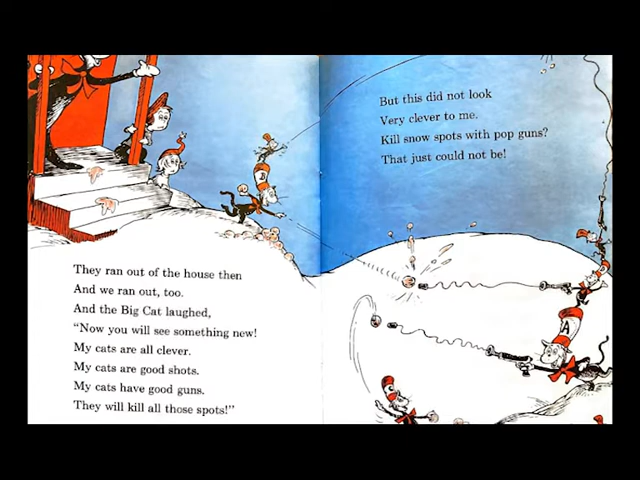 They ran out of the house then
And we ran out, too.
And the Big Cat laughed,
"Now you will see something new!
My cats are all clever.
My cats are good shots.
My cats have good guns.
They will kill all those spots!"
But this did not look
Very clever to me.
Kill snow spots with pop guns?
That just could not be!
B
A
C